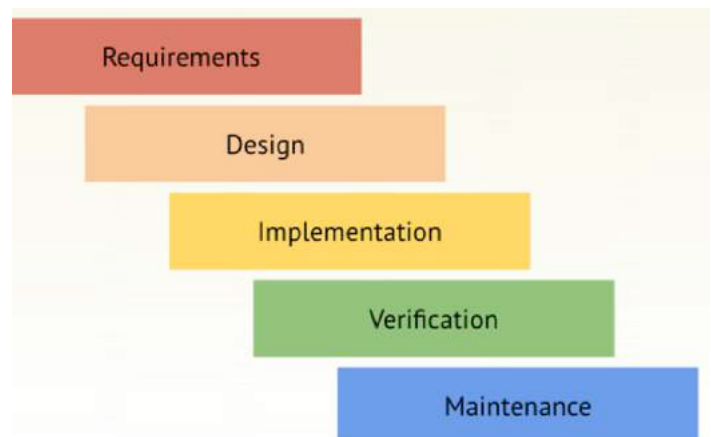 Requirements
Design
Implementation
Verification
Maintenance